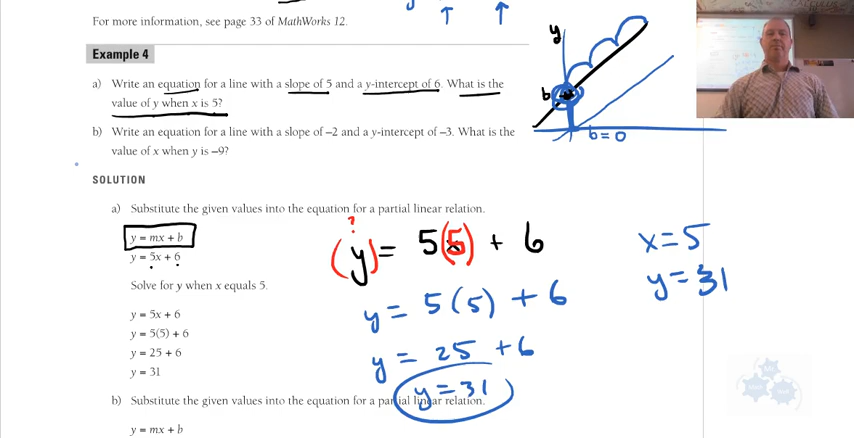 For more information, see page 33 of MathWorks 12.
Example 4
a) Write an equation for a line with a slope of 5 and a y-intercept of 6. What is the
value of y when x is 5?
b) Write an equation for a line with a slope of −2 and a y-intercept of −3. What is the
value of x when y is −9?
y
b
b = 0
SOLUTION
a) Substitute the given values into the equation for a partial linear relation.
y = mx + b
y = 5x + 6
Solve for y when x equals 5.
y = 5x + 6
y = 5(5) + 6
y = 25 + 6
y = 31
?
(y) = 5(5) + 6
y = 5(5) + 6
y = 25 + 6
y = 31
x = 5
y = 31
b) Substitute the given values into the equation for a partial linear relation.
y = mx + b